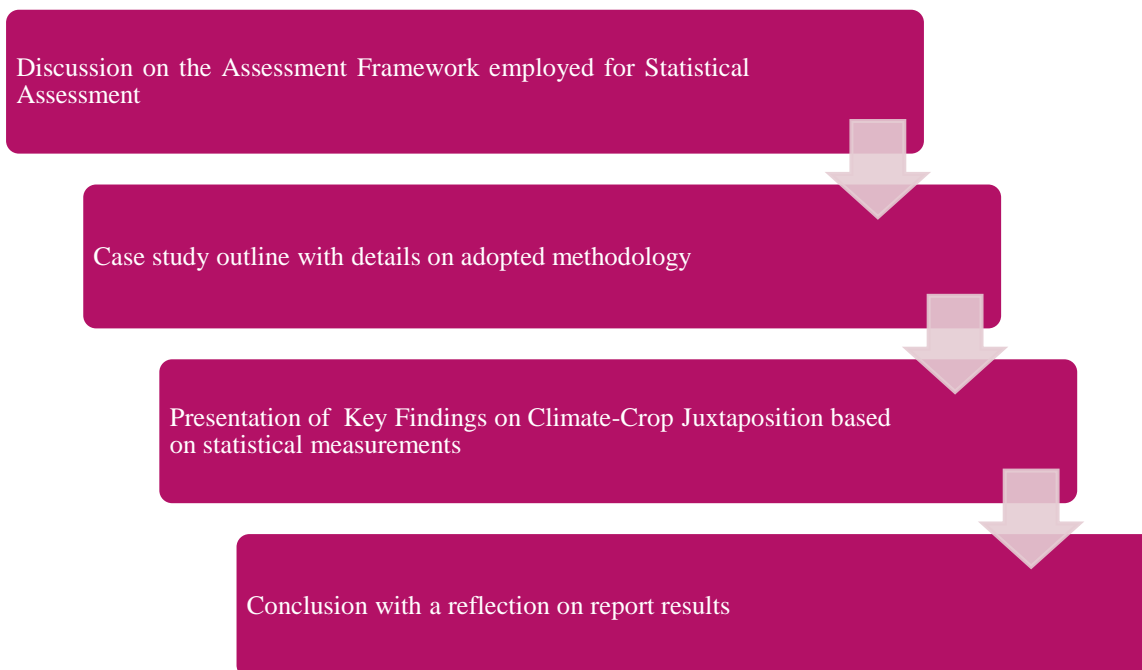 Discussion on the Assessment Framework employed for Statistical
Assessment
Case study outline with details on adopted methodology
Presentation of Key Findings on Climate-Crop Juxtaposition based
on statistical measurements
Conclusion with a reflection on report results